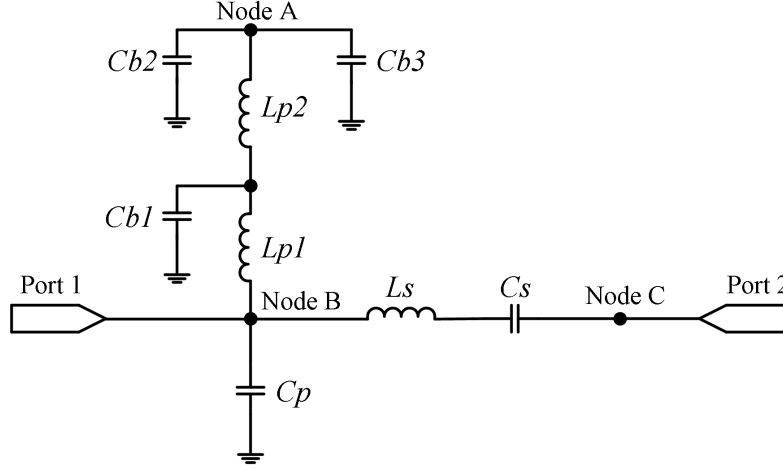 Node A
Cb2
Cb3
Lp2
Cb1
Lp1
Port 1
Node B
Ls
Cs
Node C
Port 2
Cp